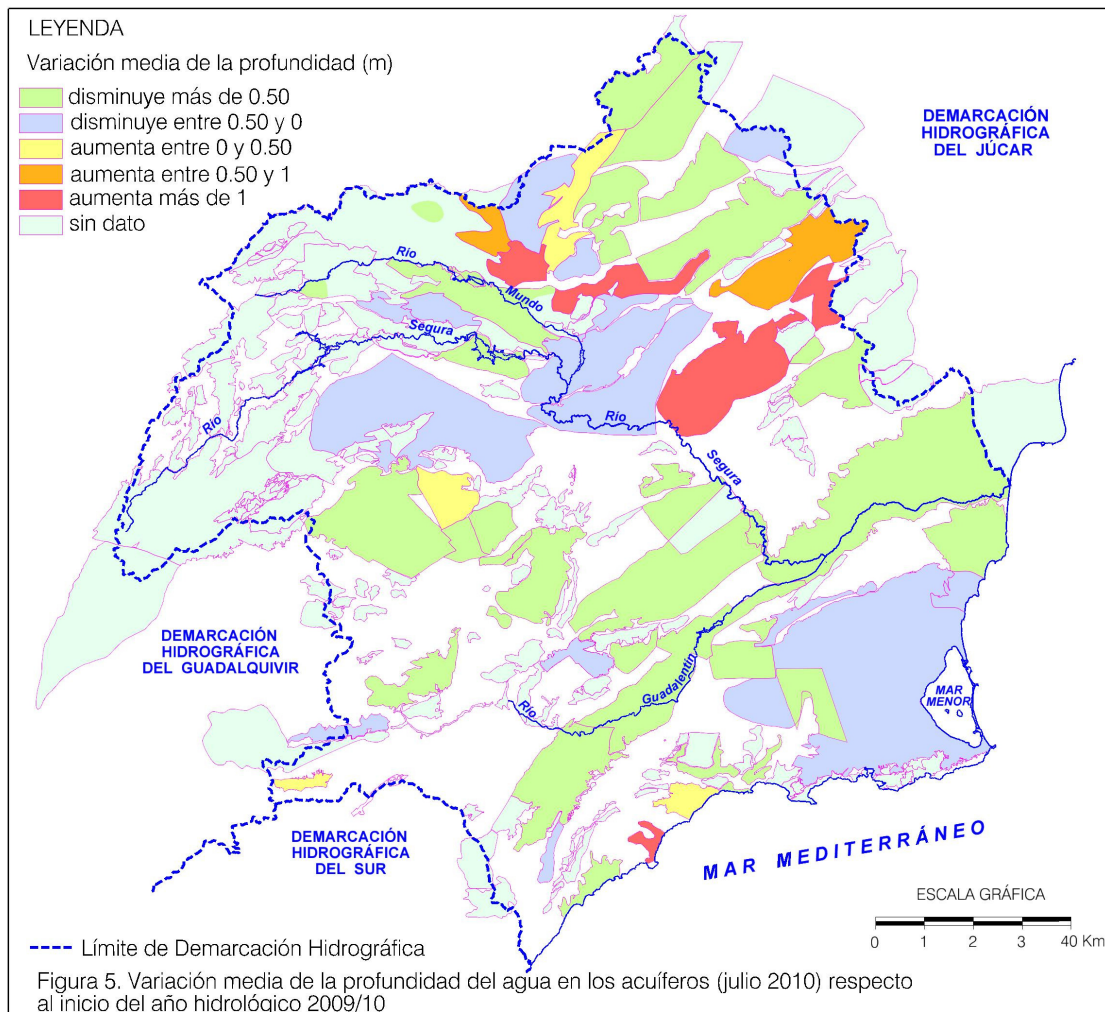 LEYENDA
Variación media de la profundidad (m)
disminuye más de 0.50
disminuye entre 0.50 y 0
aumenta entre 0 y 0.50
aumenta entre 0.50 y 1
aumenta más de 1
sin dato
DEMARCACIÓN
HIDROGRÁFICA
DEL JÚCAR
Río
Mundo
Segura
Río
Río
Segura
DEMARCACIÓN
HIDROGRÁFICA
DEL GUADALQUIVIR
Guadalentín
Río
MAR
MENOR
DEMARCACIÓN
HIDROGRÁFICA
DEL SUR
MAR MEDITERRÁNEO
ESCALA GRÁFICA
0 1 2 3 40 Km
Límite de Demarcación Hidrográfica
Figura 5. Variación media de la profundidad del agua en los acuíferos (julio 2010) respecto
al inicio del año hidrológico 2009/10